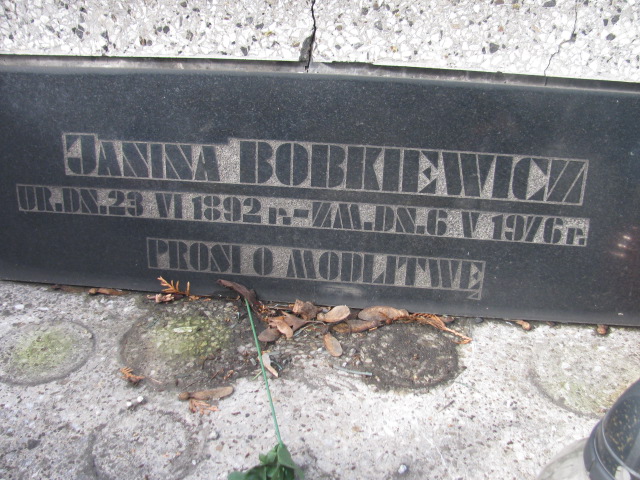 JANINA BOBKIEWICZ
UR.DN.23 VI 1892 r.-ZM.DN.6 V 1976 r.
PROSI O MODLITWĘ